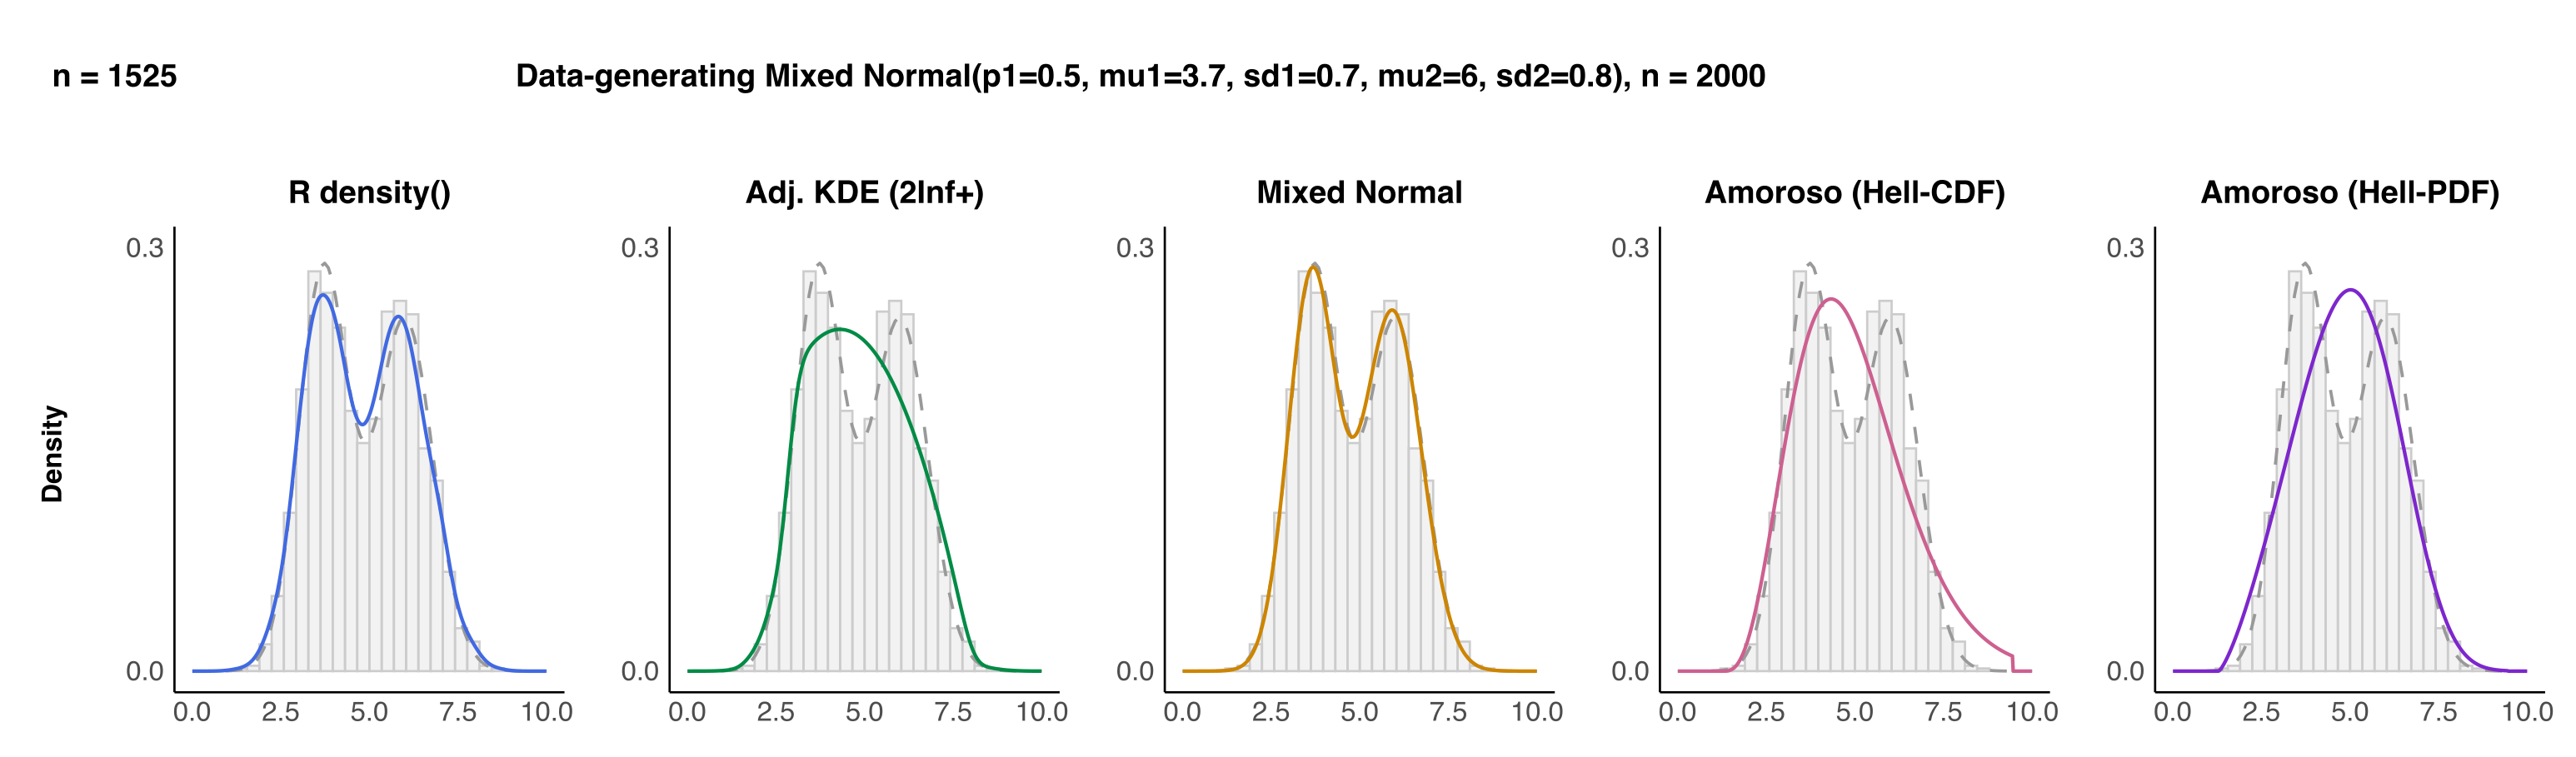 n = 1525
Data-generating Mixed Normal(p1=0.5, mu1=3.7, sd1=0.7, mu2=6, sd2=0.8), n = 2000
R density()
Adj. KDE (2Inf+)
Mixed Normal
Amoroso (Hell-CDF)
Amoroso (Hell-PDF)
Density
0.3
0.0
0.0 2.5 5.0 7.5 10.0
0.3
0.0
0.0 2.5 5.0 7.5 10.0
0.3
0.0
0.0 2.5 5.0 7.5 10.0
0.3
0.0
0.0 2.5 5.0 7.5 10.0
0.3
0.0
0.0 2.5 5.0 7.5 10.0